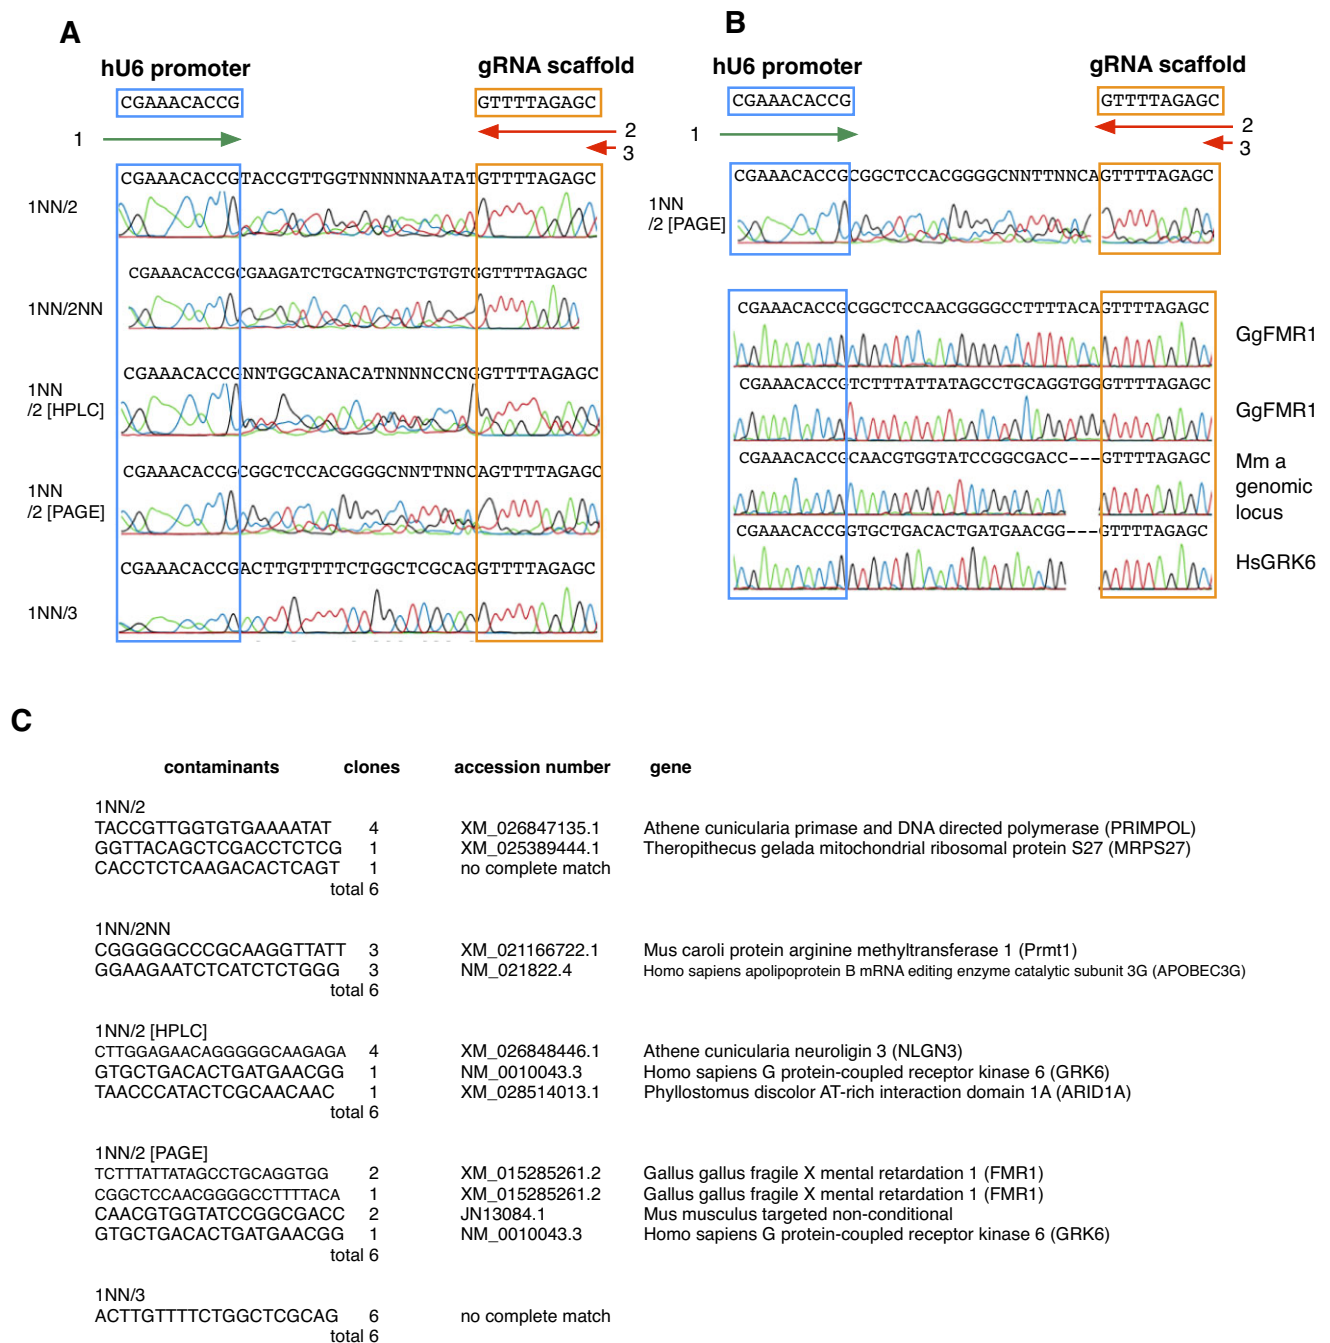 A
hU6 promoter
gRNA scaffold
CGAAACACCG
GTTTTAGAGC
1
2
3
CGAAACACCGTACCGTTGGTNNNNNAATATGTTTTAGAGC
1NN/2
CGAAACACCGCGAAGATCTGCATNGTCTGTGTGGTTTTAGAGC
1NN/2NN
CGAAACACCGNNTGGCANACATNNNNCCNGGTTTTAGAGC
1NN
/2 [HPLC]
CGAAACACCGCGGCTCCACGGGGCNNTTNNCAGTTTTAGAGC
1NN
/2 [PAGE]
CGAAACACCGACTTGTTTTCTGGCTCGCAGGTTTTAGAGC
1NN/3
B
hU6 promoter
gRNA scaffold
CGAAACACCG
GTTTTAGAGC
1
2
3
CGAAACACCGCGGCTCCACGGGGCNNTTNNCAGTTTTAGAGC
1NN
/2 [PAGE]
CGAAACACCGCGGCTCCAACGGGGCCTTTTACAGTTTTAGAGC
GgFMR1
CGAAACACCGTCTTTATTATAGCCTGCAGGTGGGTTTTAGAGC
GgFMR1
CGAAACACCGCAACGTGGTATCCGGCGACC---GTTTTAGAGC
Mm a
genomic
locus
CGAAACACCGGTGCTGACACTGATGAACGG---GTTTTAGAGC
HsGRK6
C
contaminants clones accession number gene
1NN/2
TACCGTTGGTGTGAAAATAT 4 XM_026847135.1 Athene cunicularia primase and DNA directed polymerase (PRIMPOL)
GGTTACAGCTCGACCTCTCG 1 XM_025389444.1 Theropithecus gelada mitochondrial ribosomal protein S27 (MRPS27)
CACCTCTCAAGACACTCAGT 1 no complete match
total 6
1NN/2NN
CGGGGGCCCGCAAGGTTATT 3 XM_021166722.1 Mus caroli protein arginine methyltransferase 1 (Prmt1)
GGAAGAATCTCATCTCTGGG 3 NM_021822.4 Homo sapiens apolipoprotein B mRNA editing enzyme catalytic subunit 3G (APOBEC3G)
total 6
1NN/2 [HPLC]
CTTGGAGAACAGGGGGCAAGAGA 4 XM_026848446.1 Athene cunicularia neuroligin 3 (NLGN3)
GTGCTGACACTGATGAACGG 1 NM_0010043.3 Homo sapiens G protein-coupled receptor kinase 6 (GRK6)
TAACCCATACTCGCAACAAC 1 XM_028514013.1 Phyllostomus discolor AT-rich interaction domain 1A (ARID1A)
total 6
1NN/2 [PAGE]
TCTTTATTATAGCCTGCAGGTGG 2 XM_015285261.2 Gallus gallus fragile X mental retardation 1 (FMR1)
CGGCTCCAACGGGGCCTTTTACA 1 XM_015285261.2 Gallus gallus fragile X mental retardation 1 (FMR1)
CAACGTGGTATCCGGCGACC 2 JN13084.1 Mus musculus targeted non-conditional
GTGCTGACACTGATGAACGG 1 NM_0010043.3 Homo sapiens G protein-coupled receptor kinase 6 (GRK6)
total 6
1NN/3
ACTTGTTTTCTGGCTCGCAG 6 no complete match
total 6